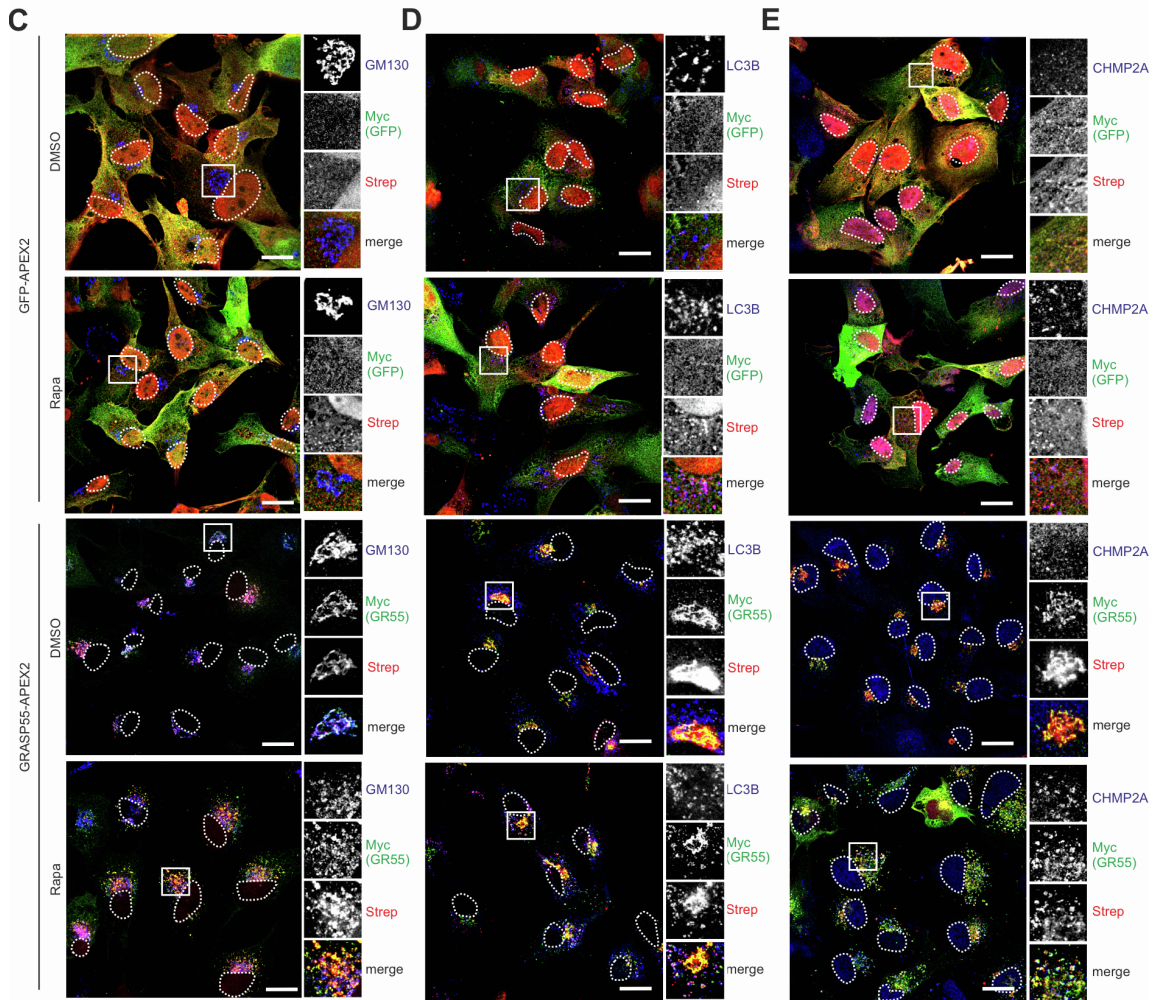 C
D
E
GFP-APEX2
DMSO
GM130
Myc
(GFP)
Strep
merge
LC3B
Myc
(GFP)
Strep
merge
CHMP2A
Myc
(GFP)
Strep
merge
Rapa
GM130
Myc
(GFP)
Strep
merge
LC3B
Myc
(GFP)
Strep
merge
CHMP2A
Myc
(GFP)
Strep
merge
GRASP55-APEX2
DMSO
GM130
Myc
(GR55)
Strep
merge
LC3B
Myc
(GR55)
Strep
merge
CHMP2A
Myc
(GR55)
Strep
merge
Rapa
GM130
Myc
(GR55)
Strep
merge
LC3B
Myc
(GR55)
Strep
merge
CHMP2A
Myc
(GR55)
Strep
merge